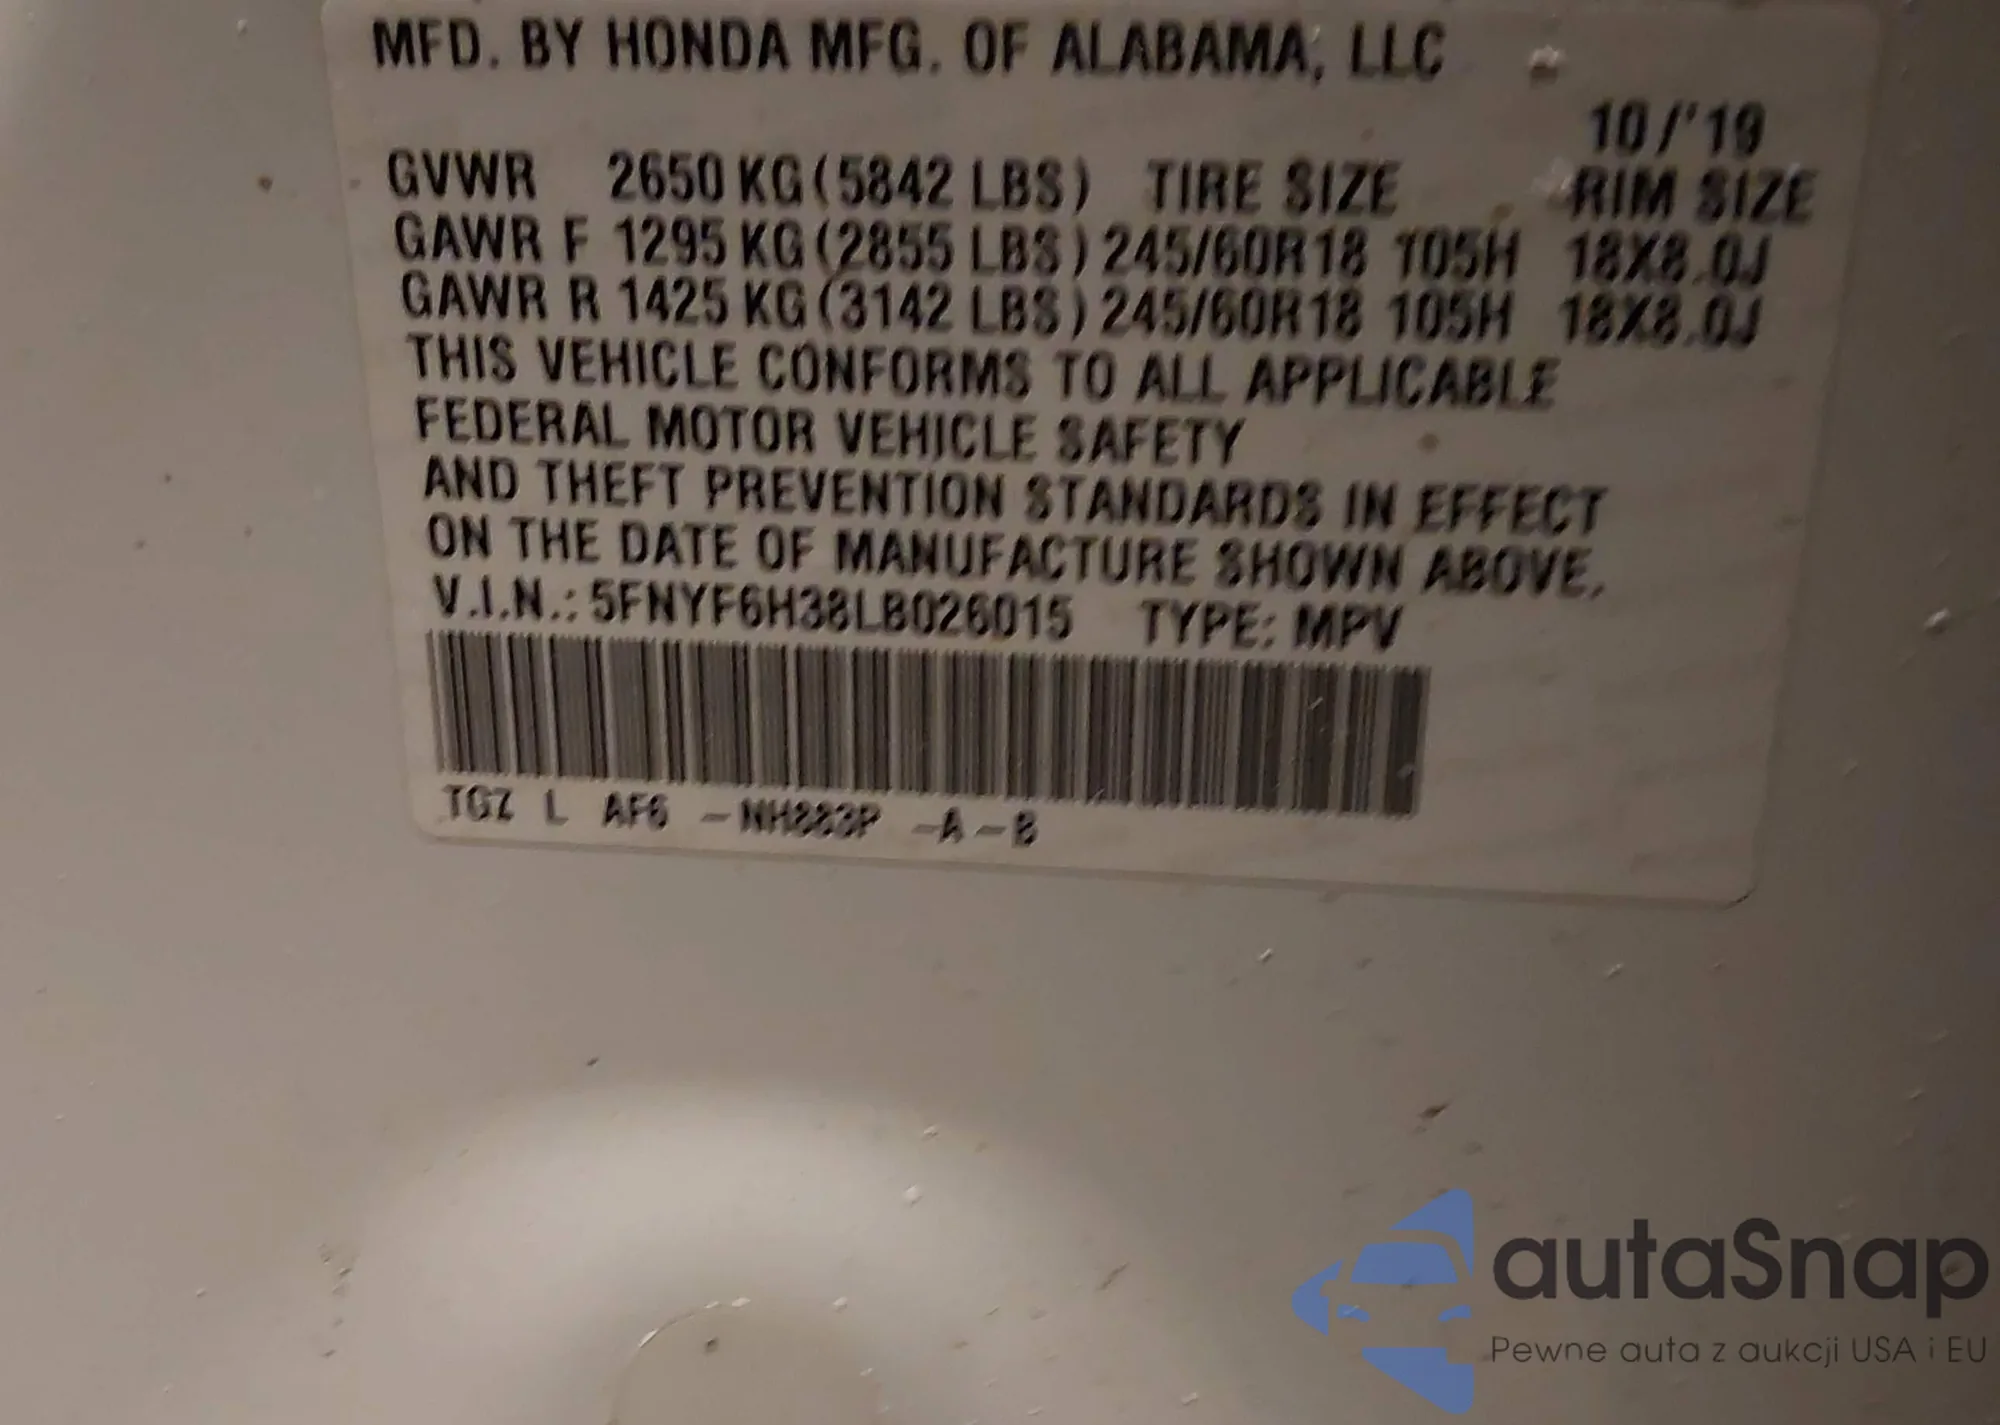 MFD. BY HONDA MFG. OF ALABAMA, LLC
10/'19
GVWR 2650 KG (5842 LBS) TIRE SIZE RIM SIZE
GAWR F 1295 KG (2855 LBS) 245/60R18 105H 18X8.0J
GAWR R 1425 KG (3142 LBS) 245/60R18 105H 18X8.0J
THIS VEHICLE CONFORMS TO ALL APPLICABLE
FEDERAL MOTOR VEHICLE SAFETY
AND THEFT PREVENTION STANDARDS IN EFFECT
ON THE DATE OF MANUFACTURE SHOWN ABOVE.
V.I.N.: 5FNYF6H38LB026015 TYPE: MPV
TGZ L AF6 -NH883P -A-B
autaSnap
Pewne auta z aukcji USA i EU